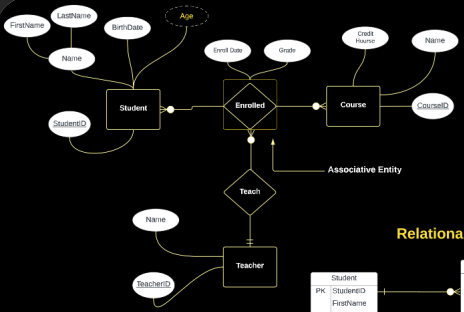 LastName
Age
FirstName
BirthDate
Name
Enroll Date
Grade
Credit
Hourse
Name
Student
Enrolled
Course
CourseID
StudentID
Associative Entity
Teach
Name
Relationa
Teacher
TeacherID
Student
PK StudentID
FirstName